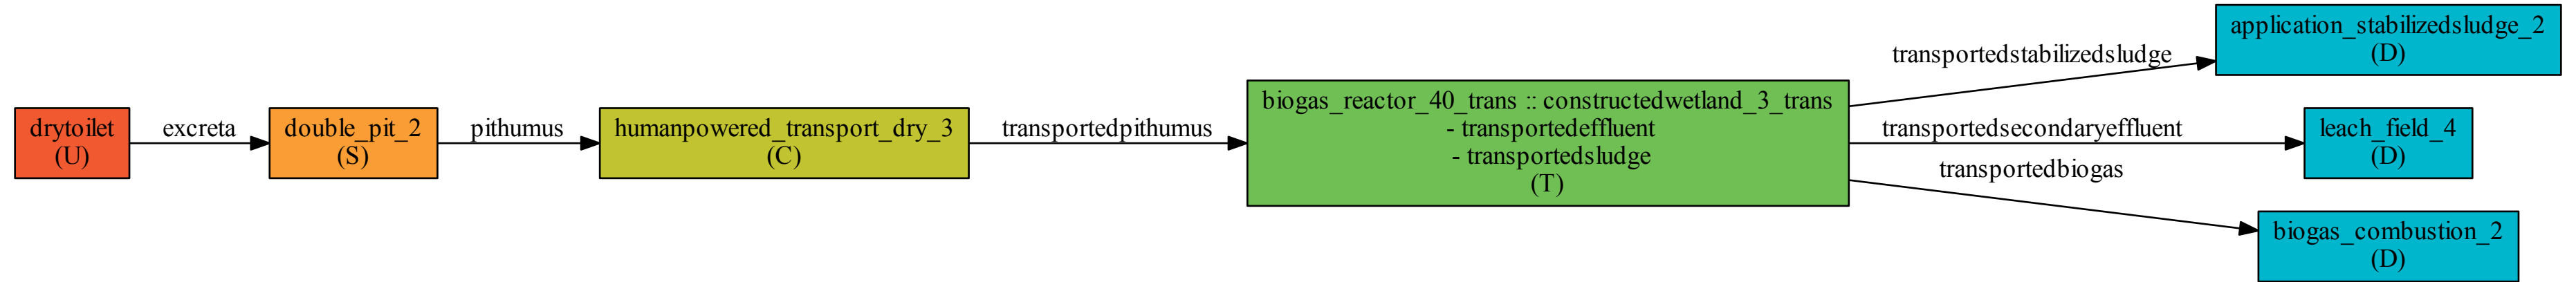 drytoilet
(U)
excreta
double_pit_2
(S)
pithumus
humanpowered_transport_dry_3
(C)
transportedpithumus
biogas_reactor_40_trans :: constructedwetland_3_trans
- transportedeffluent
- transportedsludge
(T)
transportedstabilizedsludge
application_stabilizedsludge_2
(D)
transportedsecondaryeffluent
leach_field_4
(D)
transportedbiogas
biogas_combustion_2
(D)